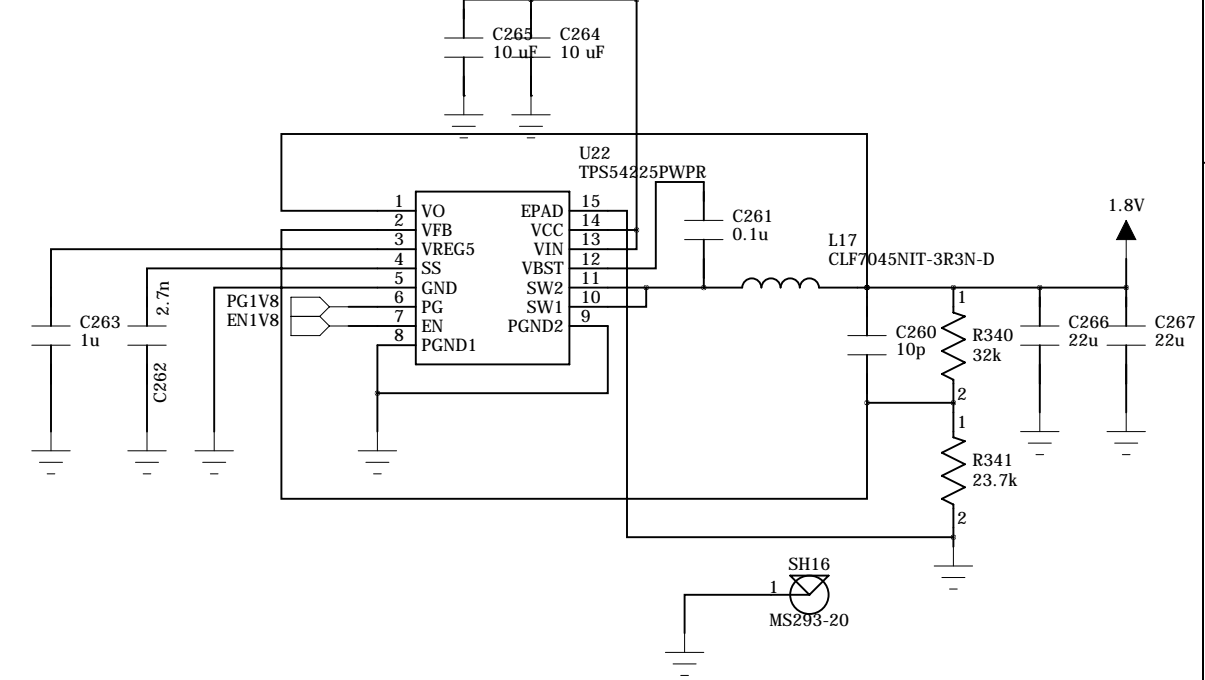 C265
10 uF
C264
10 uF
U22
TPS54225PWPR
1
VO
2
VFB
3
VREG5
4
SS
5
GND
6
PG
7
EN
8
PGND1
EPAD
15
VCC
14
VIN
13
VBST
12
SW2
11
SW1
10
PGND2
9
PG1V8
EN1V8
C263
1u
2.7n
C262
C261
0.1u
L17
CLF7045NIT-3R3N-D
1.8V
C260
10p
1
R340
32k
2
C266
22u
C267
22u
1
R341
23.7k
2
SH16
1
MS293-20